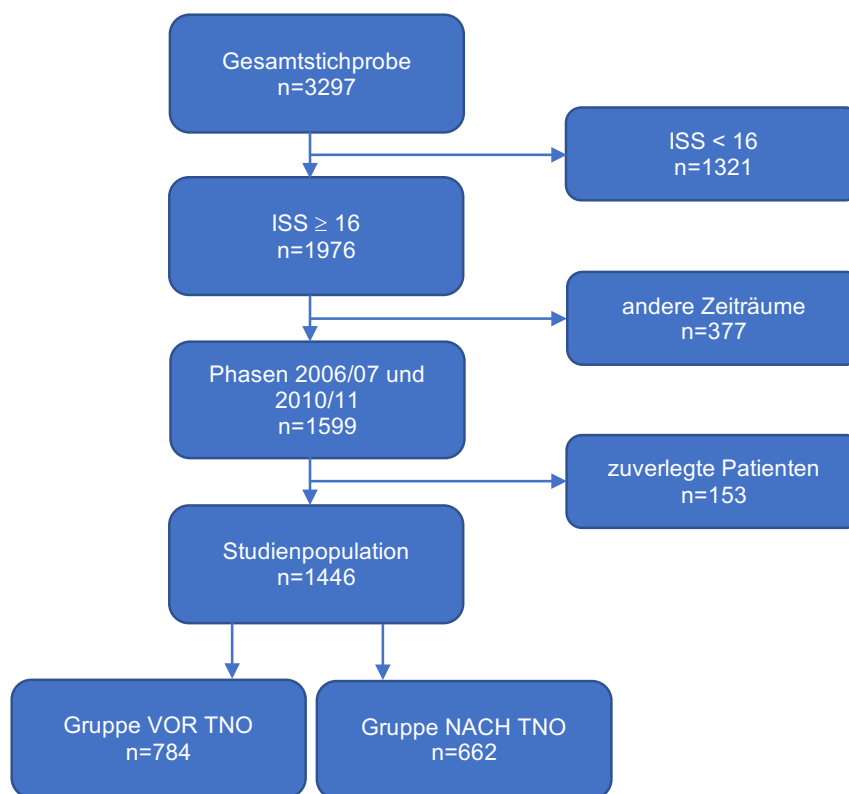 Gesamtstichprobe
n=3297
ISS < 16
n=1321
ISS ≥ 16
n=1976
andere Zeiträume
n=377
Phasen 2006/07 und
2010/11
n=1599
zuverlegte Patienten
n=153
Studienpopulation
n=1446
Gruppe VOR TNO
n=784
Gruppe NACH TNO
n=662